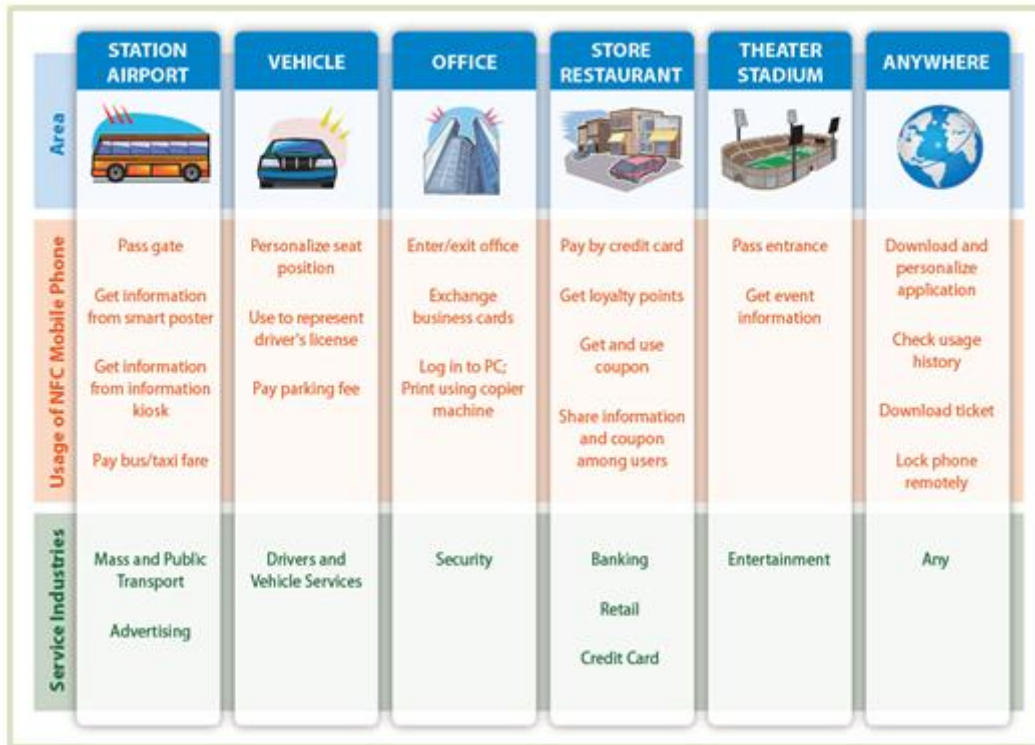 STATION
AIRPORT
VEHICLE
OFFICE
STORE
RESTAURANT
THEATER
STADIUM
ANYWHERE
Area
Usage of NFC Mobile Phone
Pass gate
Get information
from smart poster
Get information
from information
kiosk
Pay bus/taxi fare
Personalize seat
position
Use to represent
driver's license
Pay parking fee
Enter/exit office
Exchange
business cards
Log in to PC;
Print using copier
machine
Pay by credit card
Get loyalty points
Get and use
coupon
Share information
and coupon
among users
Pass entrance
Get event
information
Download and
personalize
application
Check usage
history
Download ticket
Lock phone
remotely
Service Industries
Mass and Public
Transport
Advertising
Drivers and
Vehicle Services
Security
Banking
Retail
Credit Card
Entertainment
Any